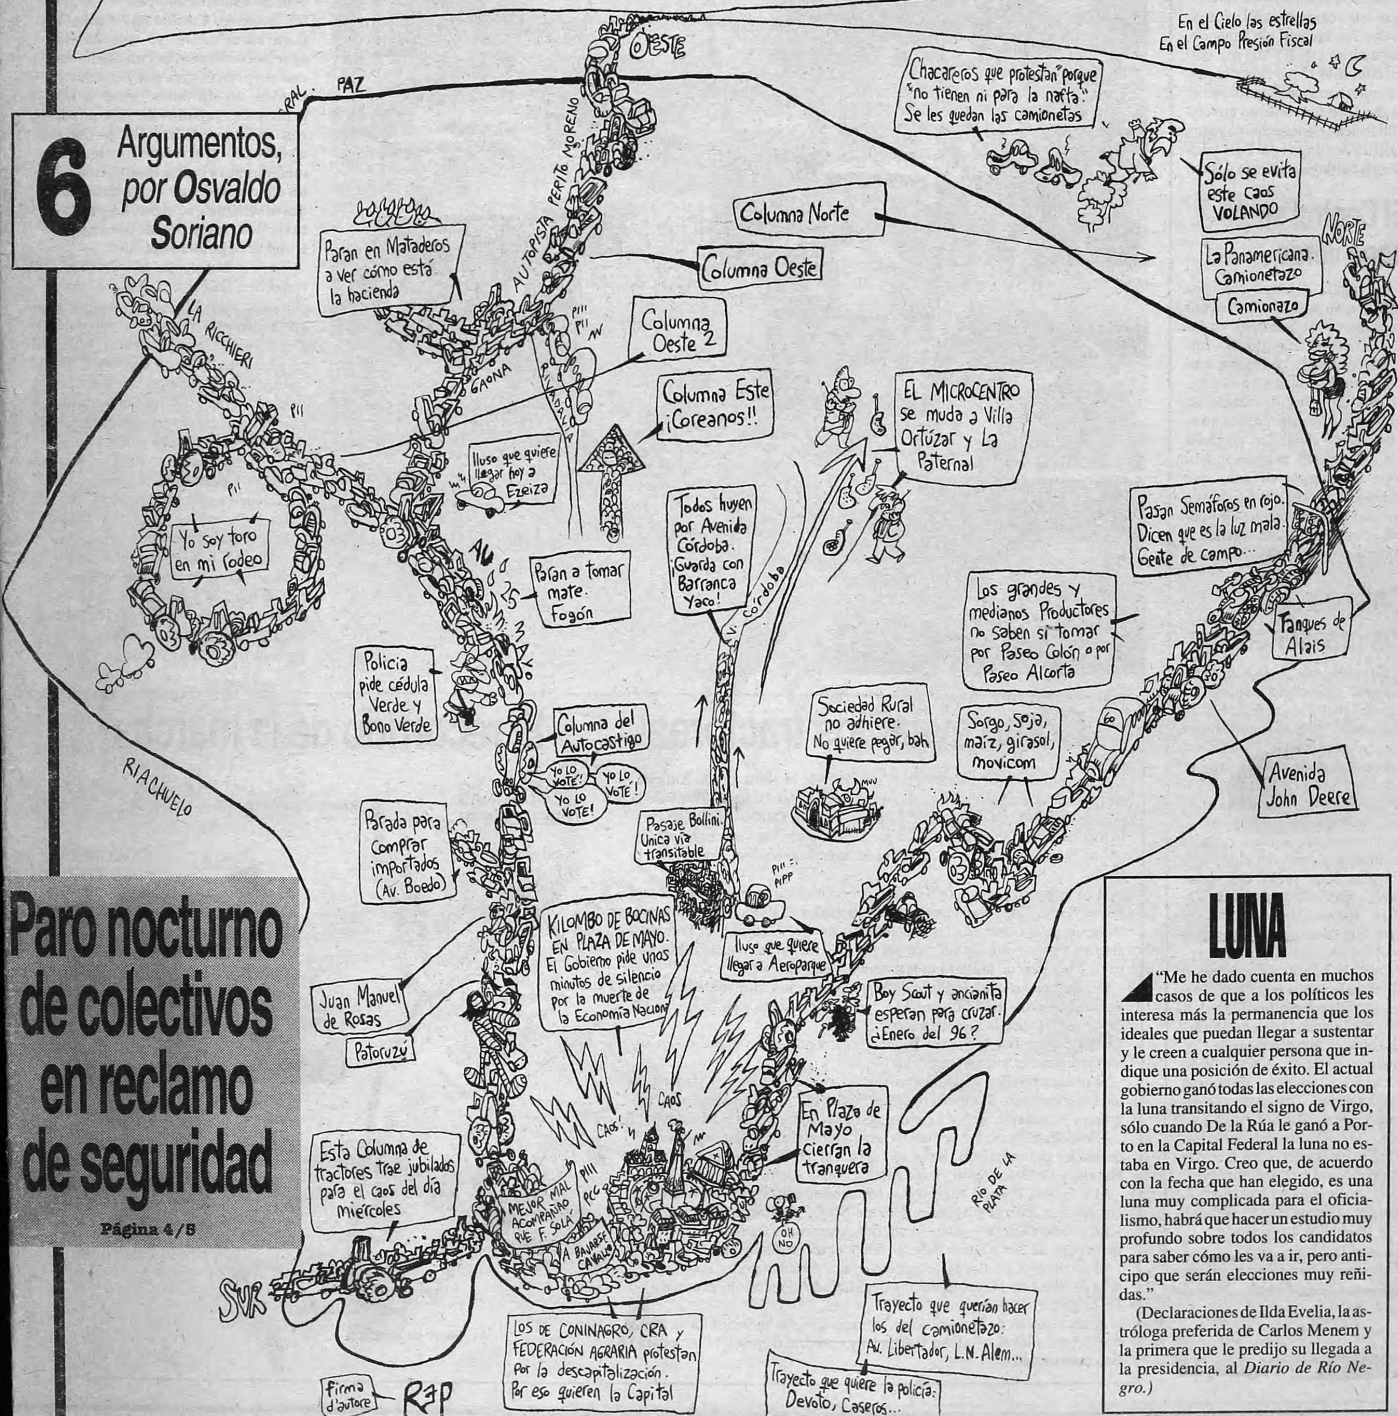 En el Cielo las estrellas
En el Campo Presión Fiscal
OESTE
GRAL. PAZ
6
Argumentos,
por Osvaldo
Soriano
Chacareros que protestan porque
"no tienen ni para la nafta."
Se les quedan las camionetas
Sólo se evita
este caos
VOLANDO
AUTOPISTA PERITO MORENO
Columna Norte
Columna Oeste
Paran en Mataderos
a ver cómo está
la hacienda
NORTE
La Panamericana.
Camionetazo
Camionazo
LA RICCHIERI
GAONA
PIII
PII
Columna
Oeste 2
Columna Este
¡Coreanos!!
EL MICROCENTRO
se muda a Villa
Ortúzar y La
Paternal
PII
PII
Yo soy toro
en mi rodeo
Iluso que quiere
llegar hoy a
Ezeiza
Todos huyen
por Avenida
Córdoba.
¡Guarda con
Barranca
Yaco!
CÓRDOBA
Pasan Semáforos en rojo.
Dicen que es la luz mala.
Gente de campo...
AU
25
MAYO
Paran a tomar
mate.
Fogón
Los grandes y
medianos Productores
no saben si tomar
por Paseo Colón o por
Paseo Alcorta
Tanques de
Alais
Policia
pide cédula
Verde y
Bono Verde
Columna del
Autocastigo
YO LO
VOTE!!
YO LO
VOTE!
YO LO
VOTE!
Sociedad Rural
no adhiere.
No quiere pegar, bah
MUU
Sorgo, soja,
maíz, girasol,
movicom
Avenida
John Deere
RIACHUELO
Parada para
comprar
importados
(Av. Boedo)
Pasaje Bollini.
Unica vía
transitable
PIII
PIPP
Iluso que quiere
llegar a Aeroparque
KILOMBO DE BOCINAS
EN PLAZA DE MAYO.
El Gobierno pide unos
minutos de silencio
por la muerte de
la Economía Nacional
Juan Manuel
de Rosas
Patoruzú
Boy Scout y ancianita
esperan para cruzar.
¿Enero del 96?
CAOS
CAOS!
En Plaza de
Mayo
cierran la
tranquera
Esta Columna de
tractores trae jubilados
para el caos del día
miércoles
PIII
MEJOR MAL
ACOMPAÑAO
QUE F. SOLÁ
A BAJARSE
CAVALLO
OH
NO
RIO DE LA
PLATA
SUR
LOS DE CONINAGRO, CRA y
FEDERACIÓN AGRARIA protestan
Por la descapitalización.
Por eso quieren la Capital
Trayecto que querían hacer
los del camionetazo:
Av. Libertador, L.N. Alem...
Trayecto que quiere la policía:
Devoto, Caseros...
firma
d'autore
REP
Paro nocturno
de colectivos
en reclamo
de seguridad
Página 4/5
LUNA
"Me he dado cuenta en muchos
casos de que a los políticos les
interesa más la permanencia que los
ideales que puedan llegar a sustentar
y le creen a cualquier persona que in-
dique una posición de éxito. El actual
gobierno ganó todas las elecciones con
la luna transitando el signo de Virgo,
sólo cuando De la Rúa le ganó a Por-
to en la Capital Federal la luna no es-
taba en Virgo. Creo que, de acuerdo
con la fecha que han elegido, es una
luna muy complicada para el oficia-
lismo, habrá que hacer un estudio muy
profundo sobre todos los candidatos
para saber cómo les va a ir, pero anti-
cipo que serán elecciones muy reñi-
das."
(Declaraciones de Ilda Evelia, la as-
tróloga preferida de Carlos Menem y
la primera que le predijo su llegada a
la presidencia, al Diario de Río Ne-
gro.)